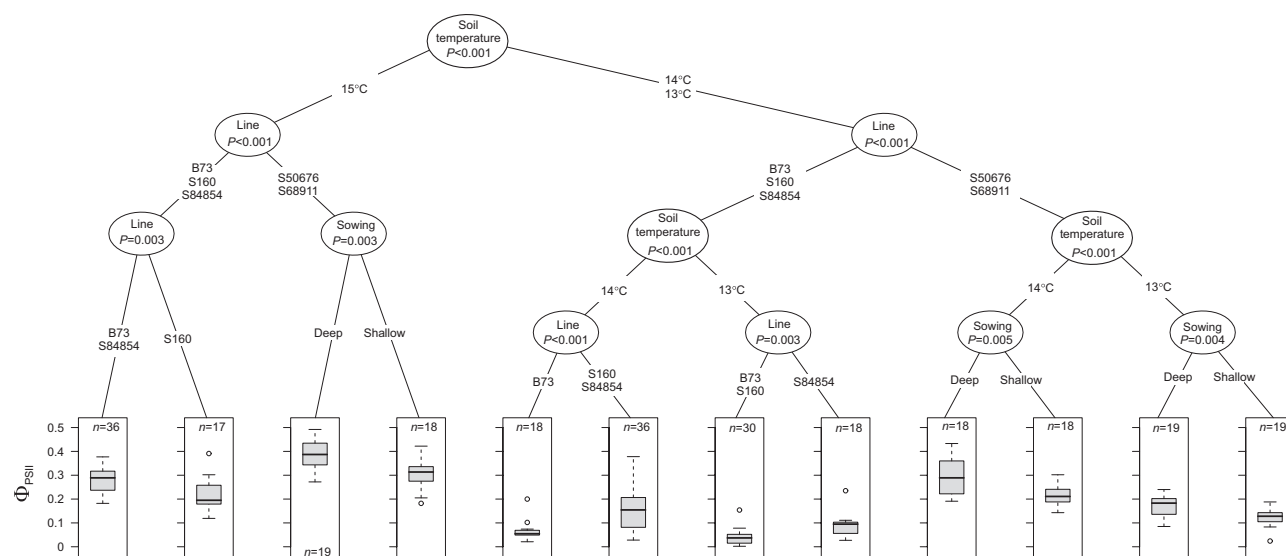 Soil
temperature
P<0.001
15°C
14°C
13°C
Line
P<0.001
Line
P<0.001
B73
S160
S84854
S50676
S68911
B73
S160
S84854
S50676
S68911
Line
P=0.003
Sowing
P=0.003
Soil
temperature
P<0.001
Soil
temperature
P<0.001
14°C
13°C
14°C
13°C
B73
S84854
S160
Deep
Shallow
Line
P<0.001
Line
P=0.003
Sowing
P=0.005
Sowing
P=0.004
B73
S160
S84854
B73
S160
S84854
Deep
Shallow
Deep
Shallow
n=36
n=17
n=19
n=18
n=18
n=36
n=30
n=18
n=18
n=18
n=19
n=19
ΦPSII
0.5
0.4
0.3
0.2
0.1
0